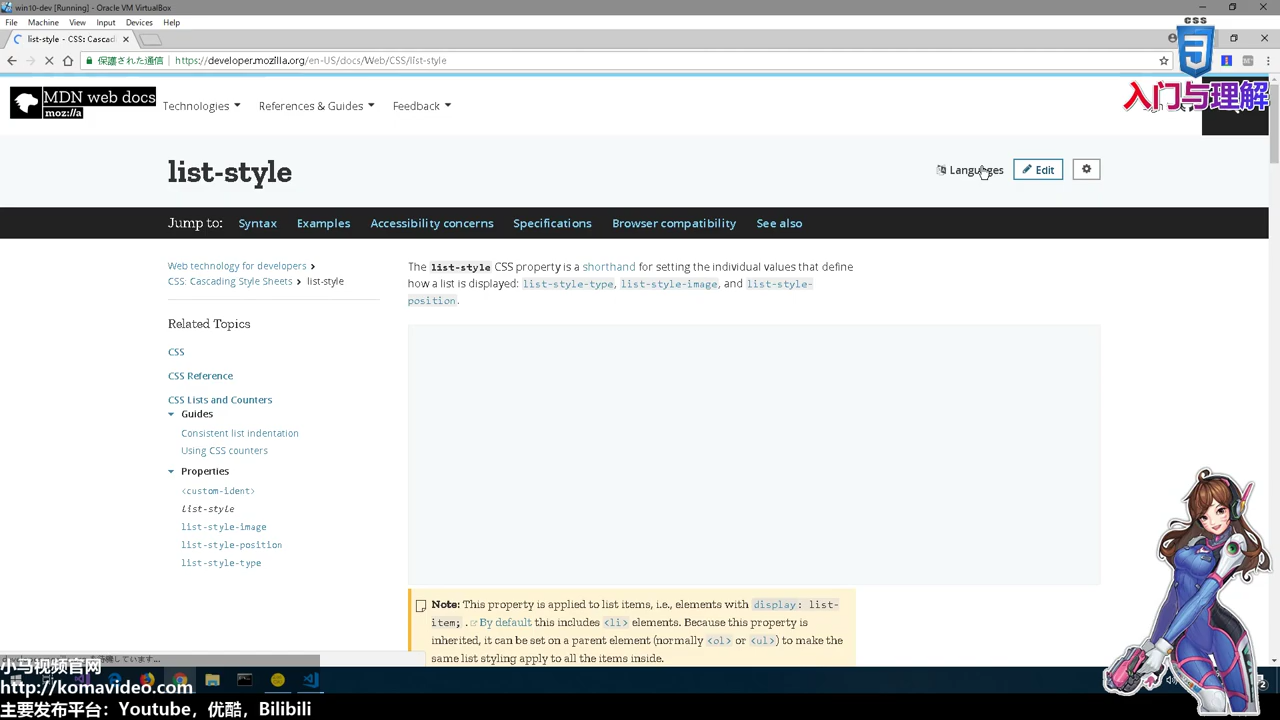 win10-dev [Running] - Oracle VM VirtualBox
File Machine View Input Devices Help
list-style - CSS: Cascad
保護された通信 https://developer.mozilla.org/en-US/docs/Web/CSS/list-style
css
入门与理解
MDN web docs
moz://a
Technologies References & Guides Feedback
list-style
Languages Edit
Jump to: Syntax Examples Accessibility concerns Specifications Browser compatibility See also
Web technology for developers
CSS: Cascading Style Sheets list-style
Related Topics
CSS
CSS Reference
CSS Lists and Counters
Guides
Consistent list indentation
Using CSS counters
Properties
<custom-ident>
list-style
list-style-image
list-style-position
list-style-type
The list-style CSS property is a shorthand for setting the individual values that define
how a list is displayed: list-style-type, list-style-image, and list-style-
position.
Note: This property is applied to list items, i.e., elements with display: list-
item; . By default this includes <li> elements. Because this property is
inherited, it can be set on a parent element (normally <ol> or <ul>) to make the
same list styling apply to all the items inside.
小马视频官网
http://komavideo.com
主要发布平台：Youtube，优酷，Bilibili